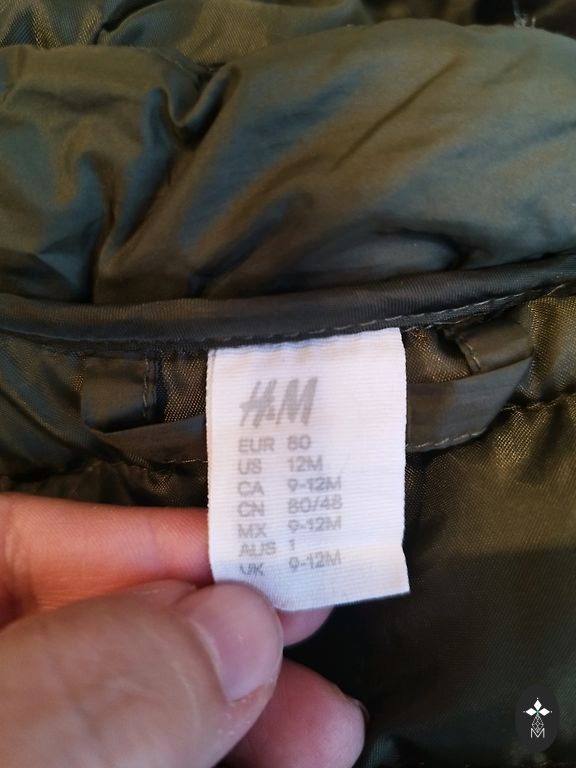 H&M
EUR 80
US 12M
CA 9-12M
CN 80/48
MX 9-12M
AUS 1
UK 9-12M
M